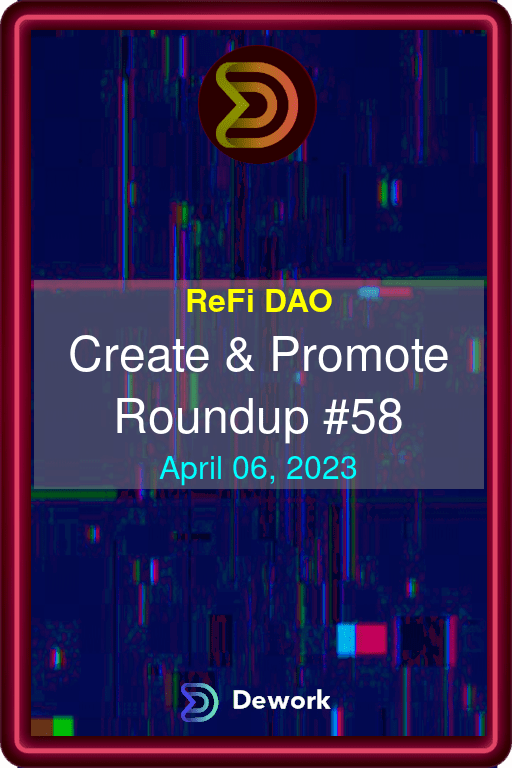 ReFi DAO
Create & Promote
Roundup #58
April 06, 2023
Dework